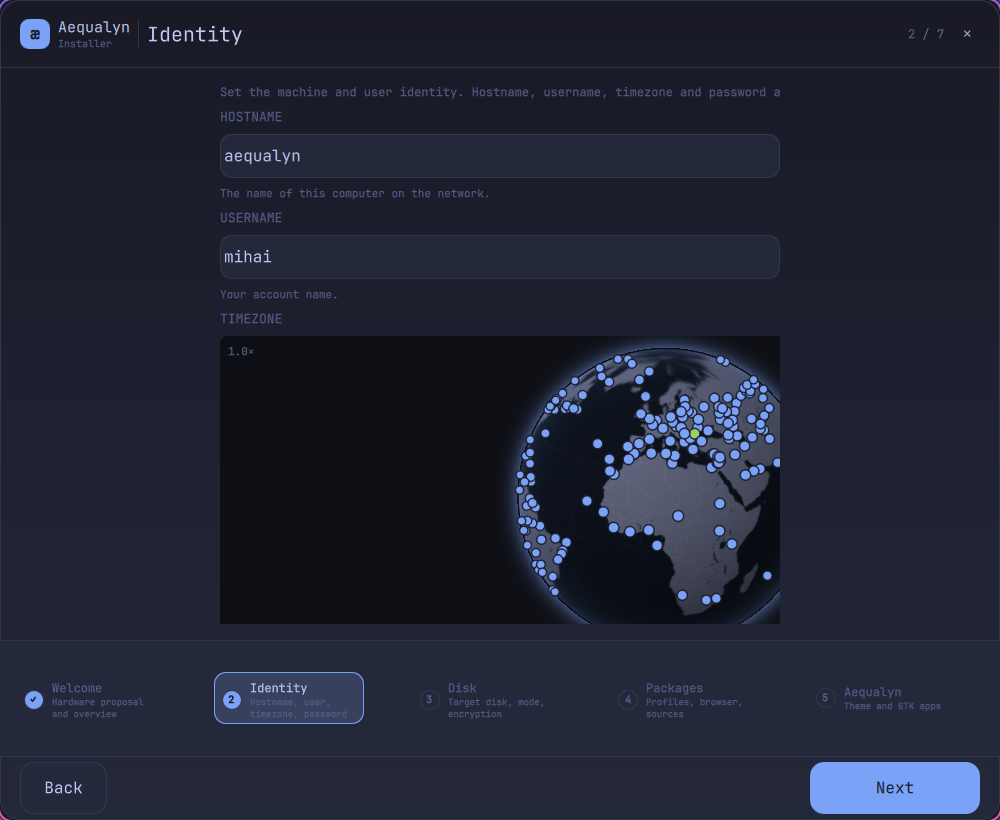 æ
Aequalyn
Installer
Identity
2 / 7
×
Set the machine and user identity. Hostname, username, timezone and password a
HOSTNAME
aequalyn
The name of this computer on the network.
USERNAME
mihai
Your account name.
TIMEZONE
1.0×
Welcome
Hardware proposal
and overview
2
Identity
Hostname, user,
timezone, password
3
Disk
Target disk, mode,
encryption
4
Packages
Profiles, browser,
sources
5
Aequalyn
Theme and GTK apps
Back
Next